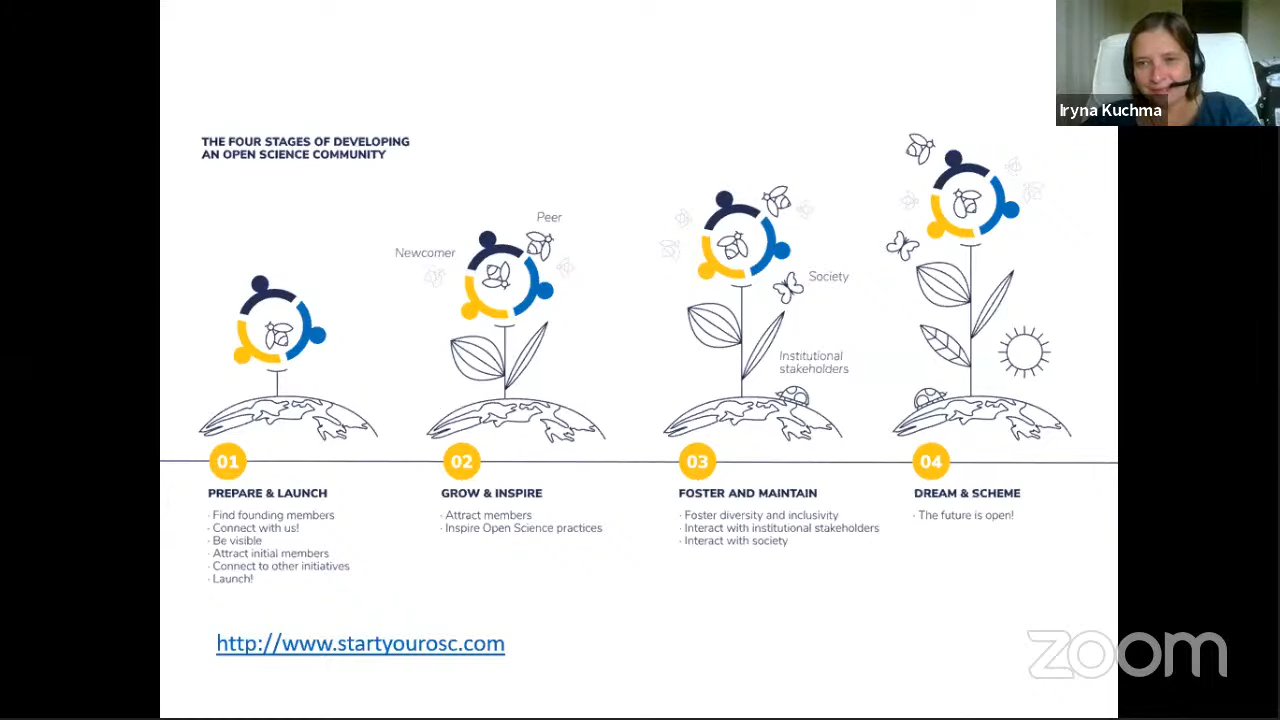 Iryna Kuchma
THE FOUR STAGES OF DEVELOPING
AN OPEN SCIENCE COMMUNITY
Peer
Newcomer
Society
Institutional
stakeholders
01
PREPARE & LAUNCH
· Find founding members
· Connect with us!
· Be visible
· Attract initial members
· Connect to other initiatives
· Launch!
02
GROW & INSPIRE
· Attract members
· Inspire Open Science practices
03
FOSTER AND MAINTAIN
· Foster diversity and inclusivity
· Interact with institutional stakeholders
· Interact with society
04
DREAM & SCHEME
· The future is open!
http://www.startyourosc.com
zoom